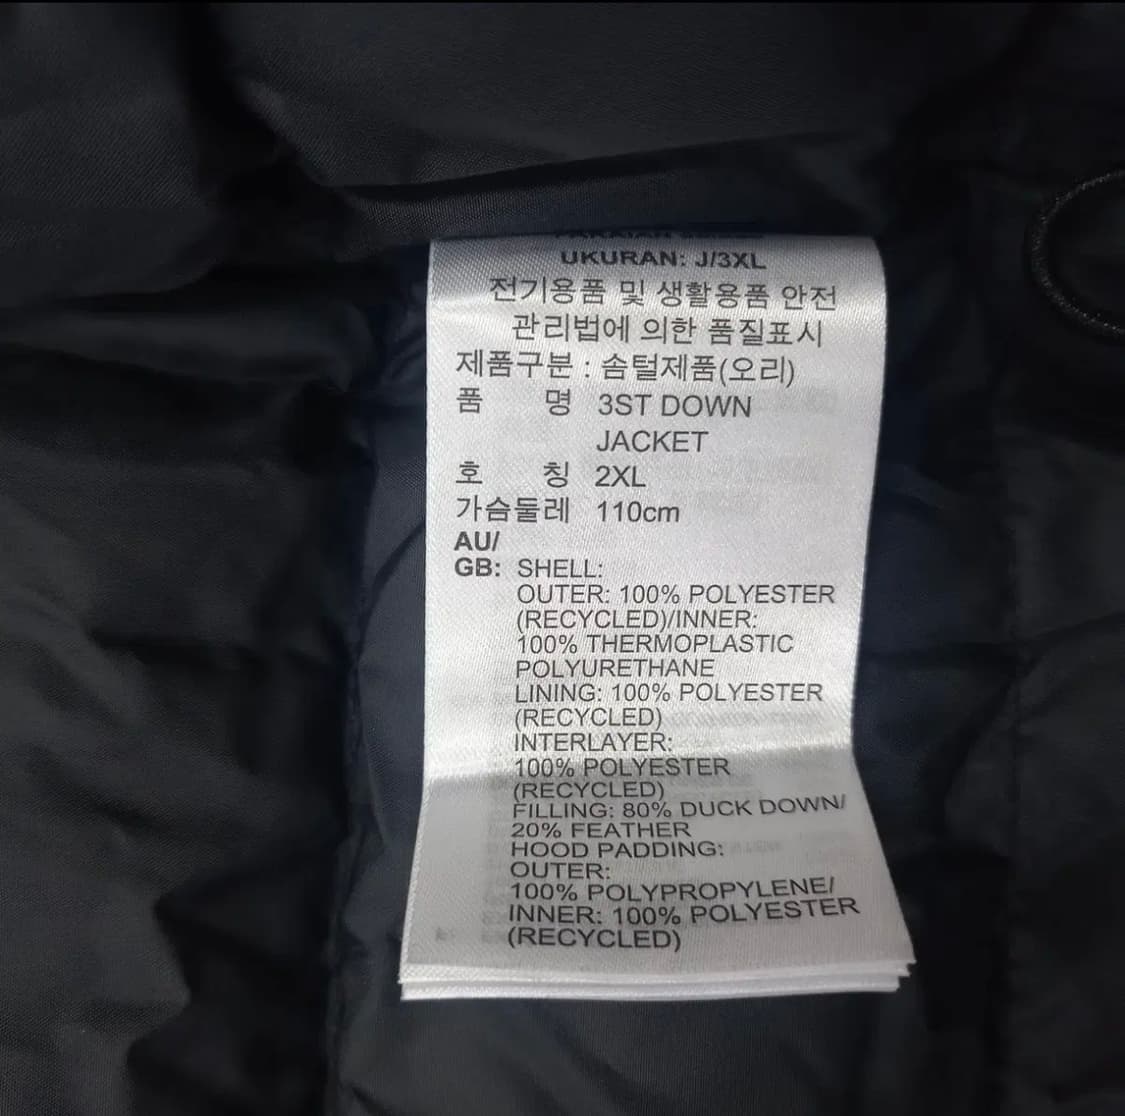 UKURAN: J/3XL
전기용품 및 생활용품 안전
관리법에 의한 품질표시
제품구분 : 솜털제품(오리)
품 명 3ST DOWN
JACKET
호 칭 2XL
가슴둘레 110cm
AU/
GB: SHELL:
OUTER: 100% POLYESTER
(RECYCLED)/INNER:
100% THERMOPLASTIC
POLYURETHANE
LINING: 100% POLYESTER
(RECYCLED)
INTERLAYER:
100% POLYESTER
(RECYCLED)
FILLING: 80% DUCK DOWN/
20% FEATHER
HOOD PADDING:
OUTER:
100% POLYPROPYLENE/
INNER: 100% POLYESTER
(RECYCLED)